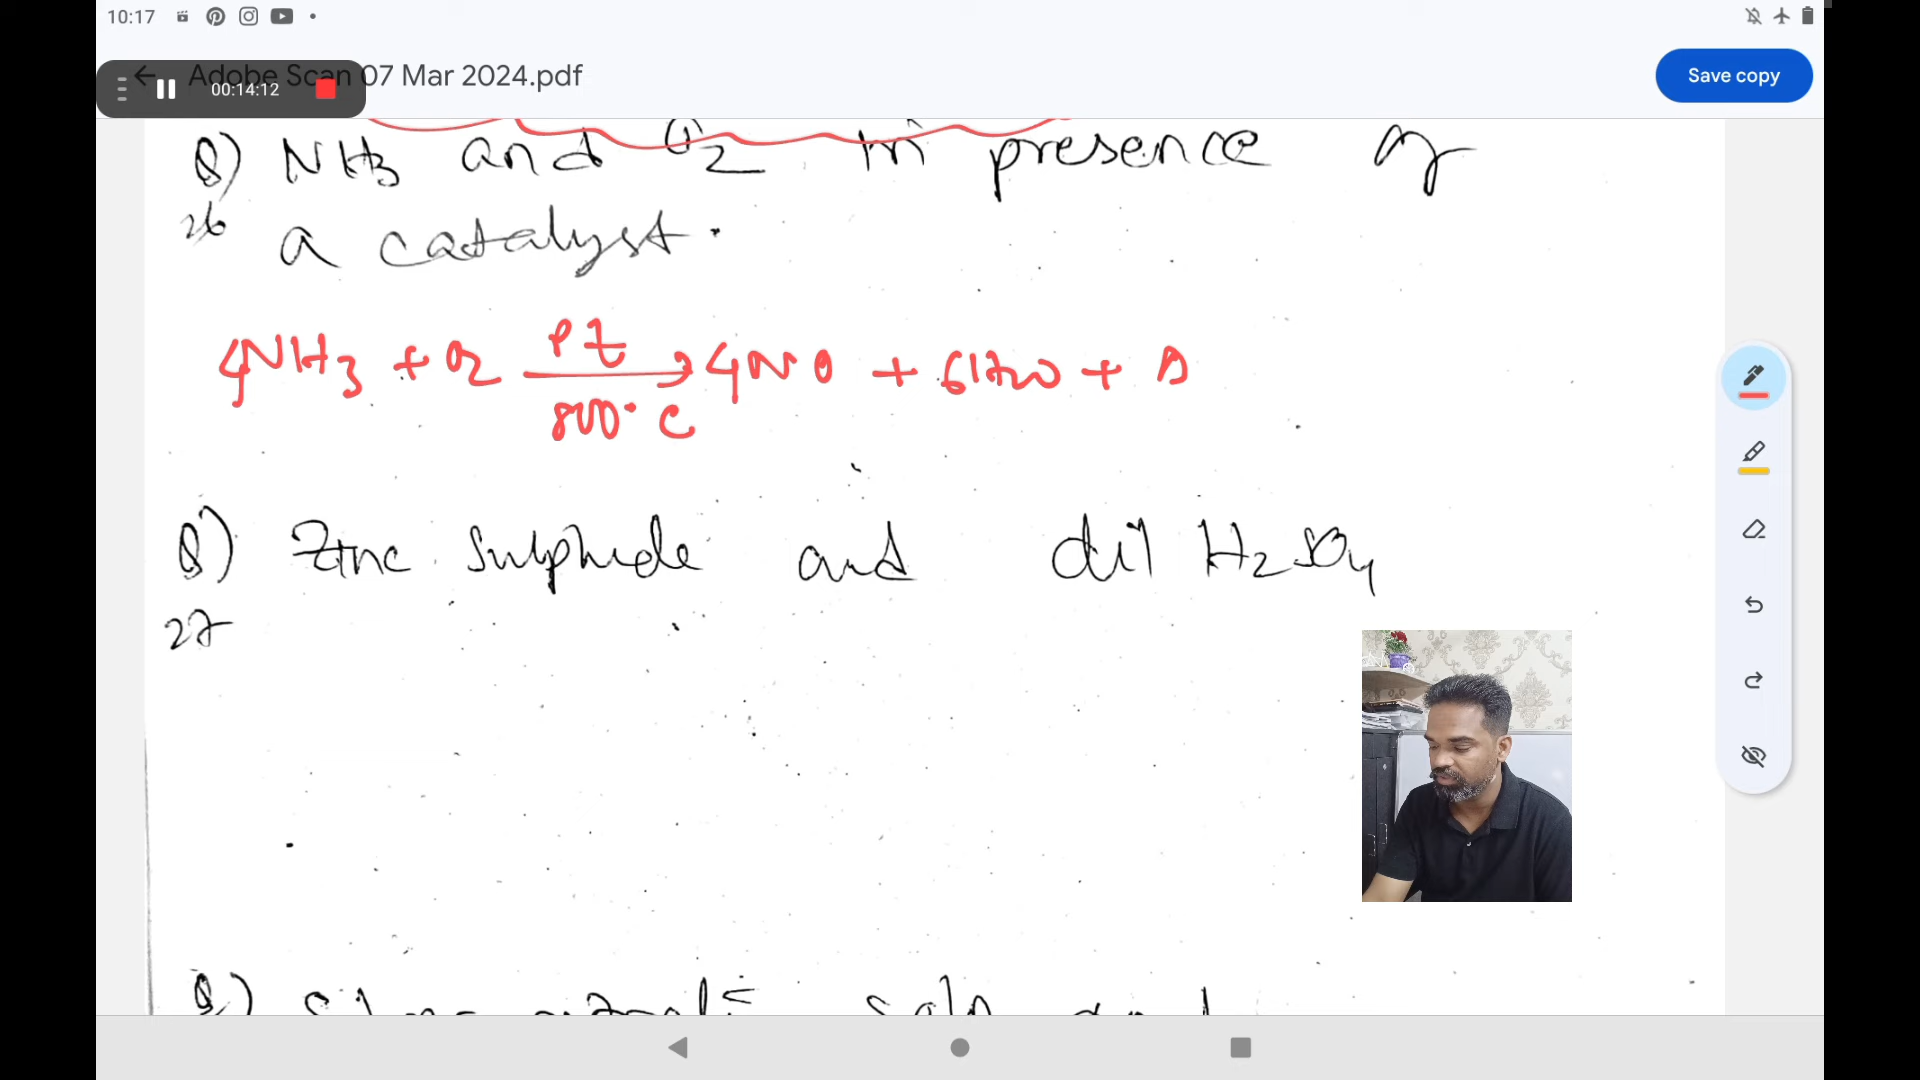 10:17
Adobe Scan 07 Mar 2024.pdf
00:14:12
Save copy
Q) NH3 and O2 in presence of
26 a catalyst.
4NH3 + O2 Pt → 4NO + 6H2O + Δ
800°C
Q) Zinc Sulphide and dil H2SO4
27
Q)